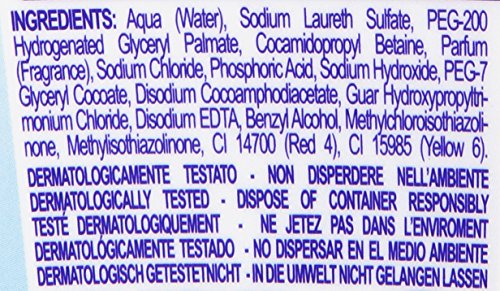 INGREDIENTS: Aqua (Water), Sodium Laureth Sulfate, PEG-200
Hydrogenated Glyceryl Palmate, Cocamidopropyl Betaine, Parfum
(Fragrance), Sodium Chloride, Phosphoric Acid, Sodium Hydroxide, PEG-7
Glyceryl Cocoate, Disodium Cocoamphodiacetate, Guar Hydroxypropyltri-
monium Chloride, Disodium EDTA, Benzyl Alcohol, Methylchloroisothiazoli-
none, Methylisothiazolinone, CI 14700 (Red 4), CI 15985 (Yellow 6).
DERMATOLOGICAMENTE TESTATO - NON DISPERDERE NELL'AMBIENTE
DERMATOLOGICALLY TESTED - DISPOSE OF CONTAINER RESPONSIBLY
TESTÉ DERMATOLOGIQUEMENT - NE JETEZ PAS DANS L'ENVIROMENT
DERMATOLÓGICAMENTE TESTADO - NO DISPERSAR EN EL MEDIO AMBIENTE
DERMATOLOGISCH GETESTETNICHT - IN DIE UMWELT NICHT GELANGEN LASSEN